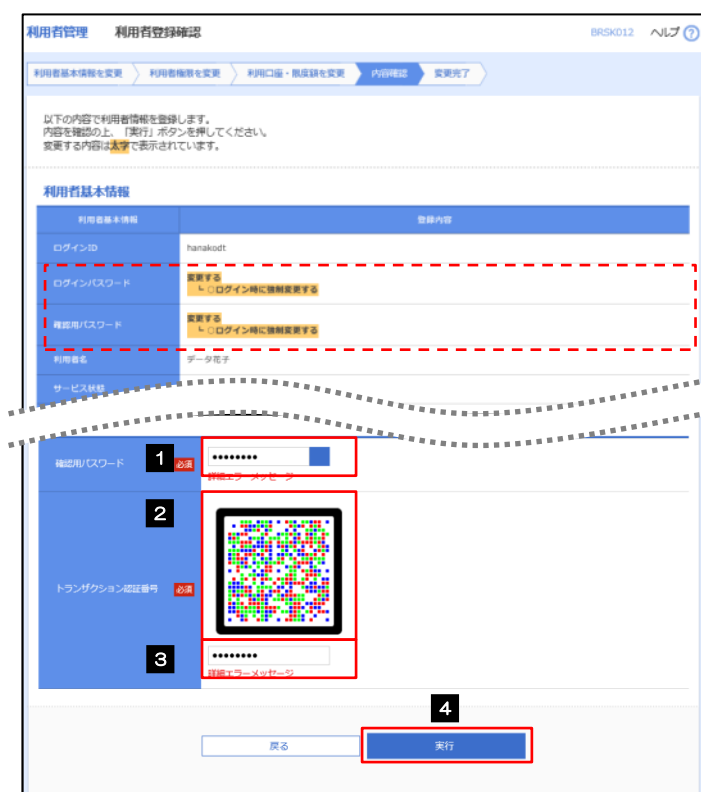 利用者管理 利用者登録確認 BRSK012 ヘルプ ?
利用者基本情報を変更 利用者権限を変更 利用口座・限度額を変更 内容確認 変更完了
以下の内容で利用者情報を登録します。
内容を確認の上、「実行」ボタンを押してください。
変更する内容は太字で表示されています。
利用者基本情報
利用者基本情報 登録内容
ログインID hanakodt
ログインパスワード 変更する
└ ○ログイン時に強制変更する
確認用パスワード 変更する
└ ○ログイン時に強制変更する
利用者名 データ花子
サービス状態
確認用パスワード 1 必須 ●●●●●●●●
詳細エラーメッセージ
2
トランザクション認証番号 必須
3 ●●●●●●●●
詳細エラーメッセージ
4
戻る 実行